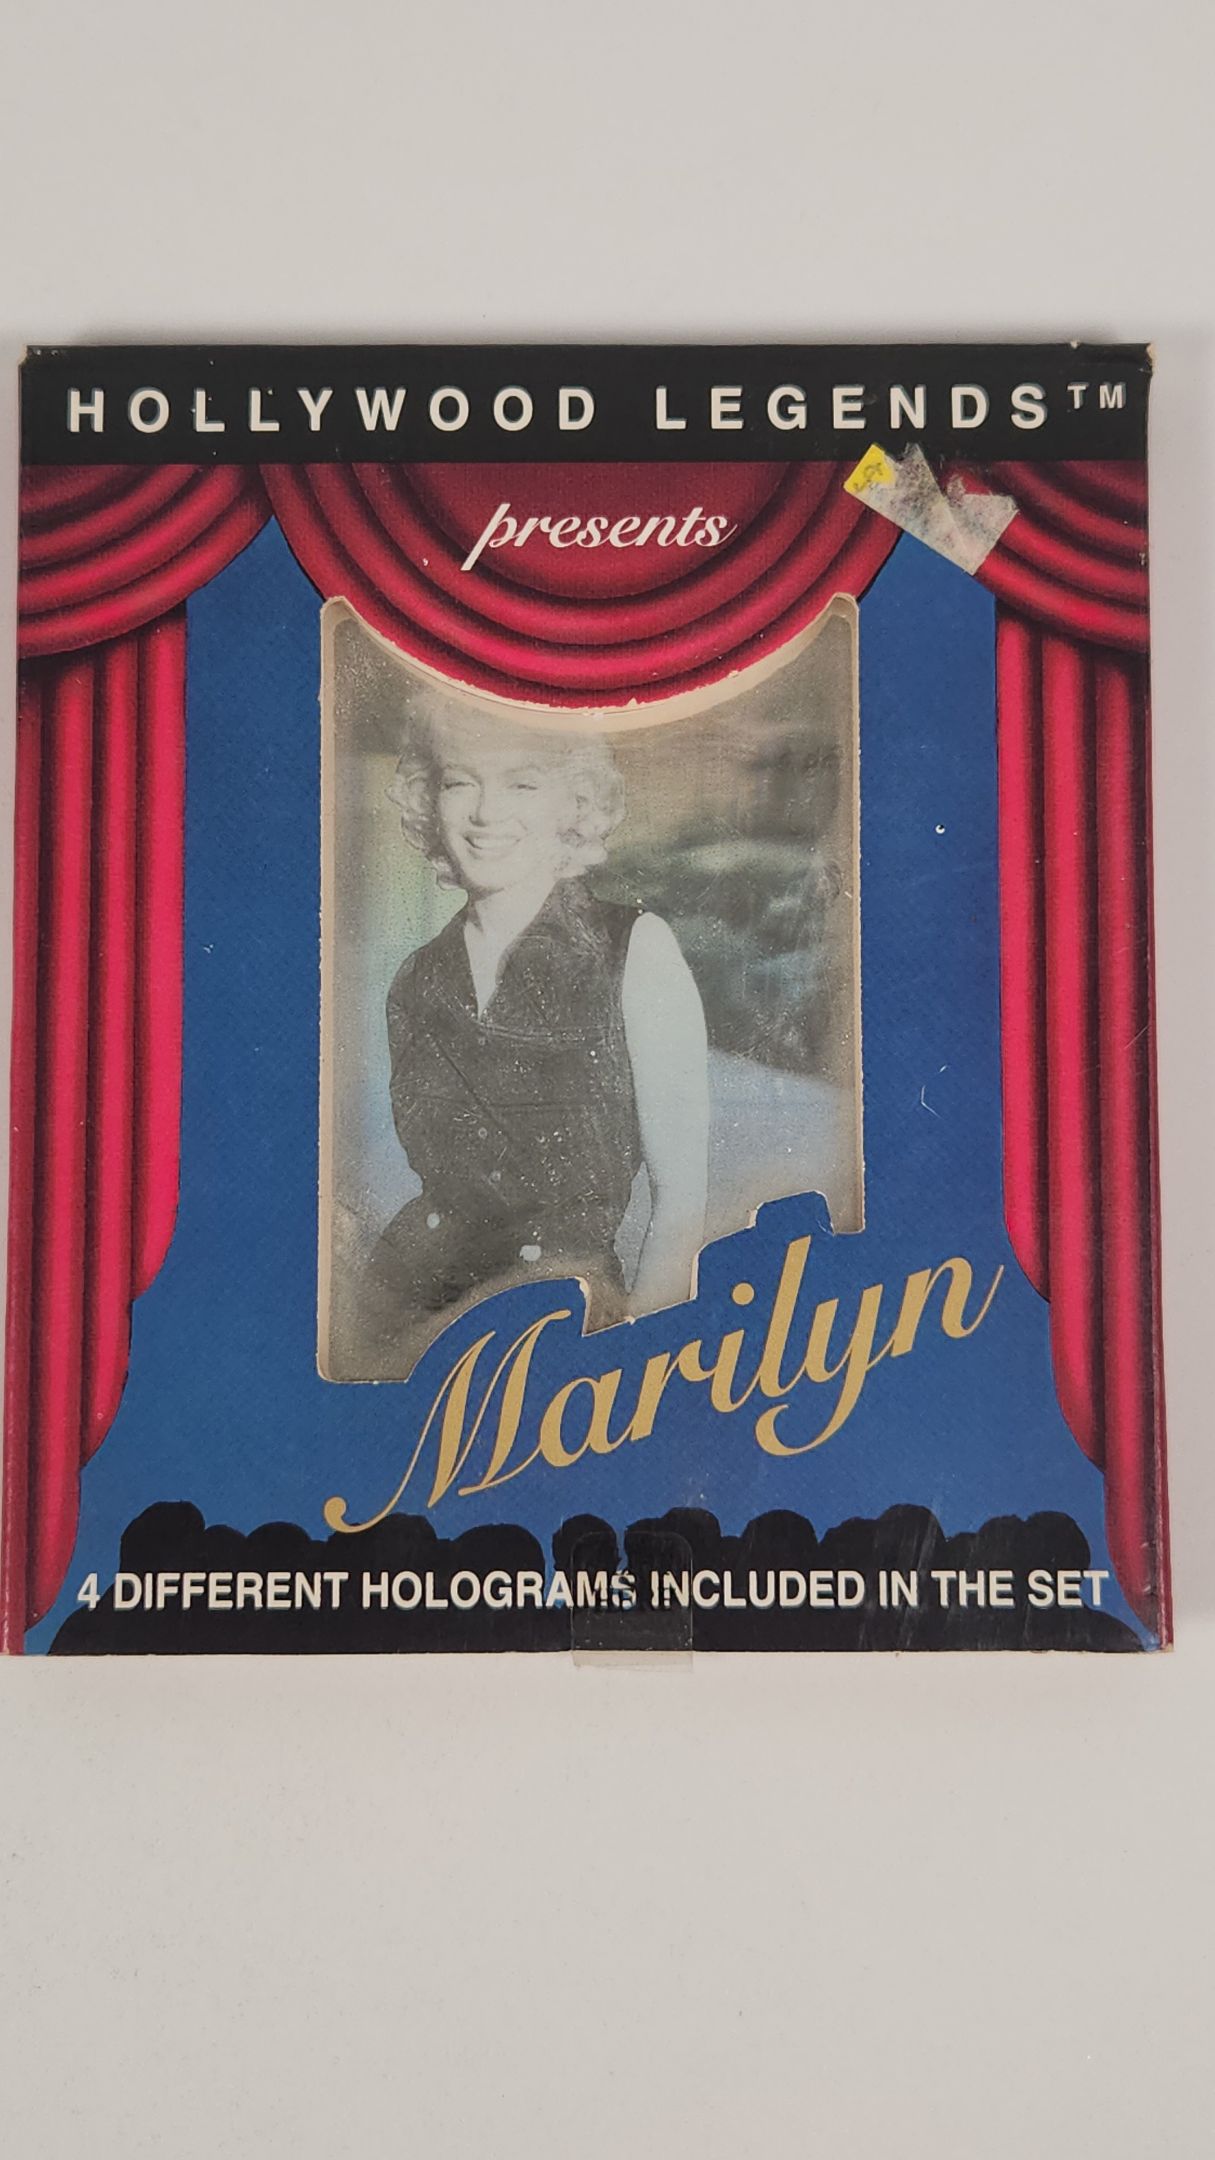 HOLLYWOOD LEGENDS™
presents
Marilyn
4 DIFFERENT HOLOGRAMS INCLUDED IN THE SET